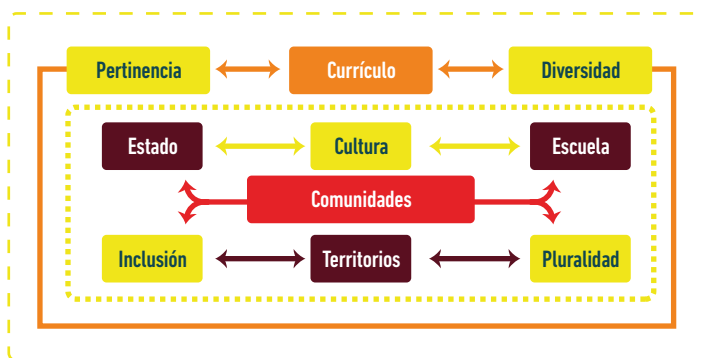 Pertinencia
Currículo
Diversidad
Estado
Cultura
Escuela
Comunidades
Inclusión
Territorios
Pluralidad